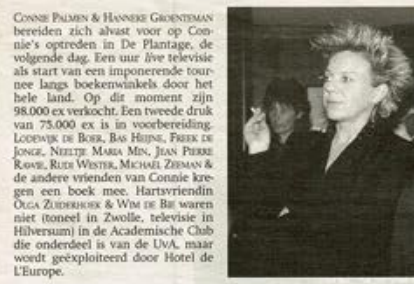 CONNIE PALMEN & HANNEKE GROENTEMAN
bereiden zich alvast voor op Con-
nie's optreden in De Plantage, de
volgende dag. Een uur live televisie
als start van een imponerende tour-
nee langs boekenwinkels door het
hele land. Op dit moment zijn
98.000 ex verkocht. Een tweede druk
van 75.000 ex is in voorbereiding.
LODEWIJK DE BOER, BAS HEIJNE, FREEK DE
JONGE, NEELTJE MARIA MIN, JEAN PIERRE
RAWIE, RUDI WESTER, MICHAEL ZEEMAN &
de andere vrienden van Connie kre-
gen een boek mee. Hartsvriendin
OLGA ZUIDERHOEK & WIM DE BIE waren
niet (toneel in Zwolle, televisie in
Hilversum) in de Academische Club
die onderdeel is van de UvA, maar
wordt geëxploiteerd door Hotel de
L'Europe.